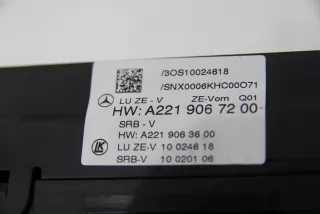 /3OS10024618
/SNX0006KHC00O71
LU ZE - V ZE-Vorn Q01
HW: A221 906 72 00
SRB - V
HW: A221 906 36 00
LU ZE-V 10 0246 18
SRB-V 10 0201 06